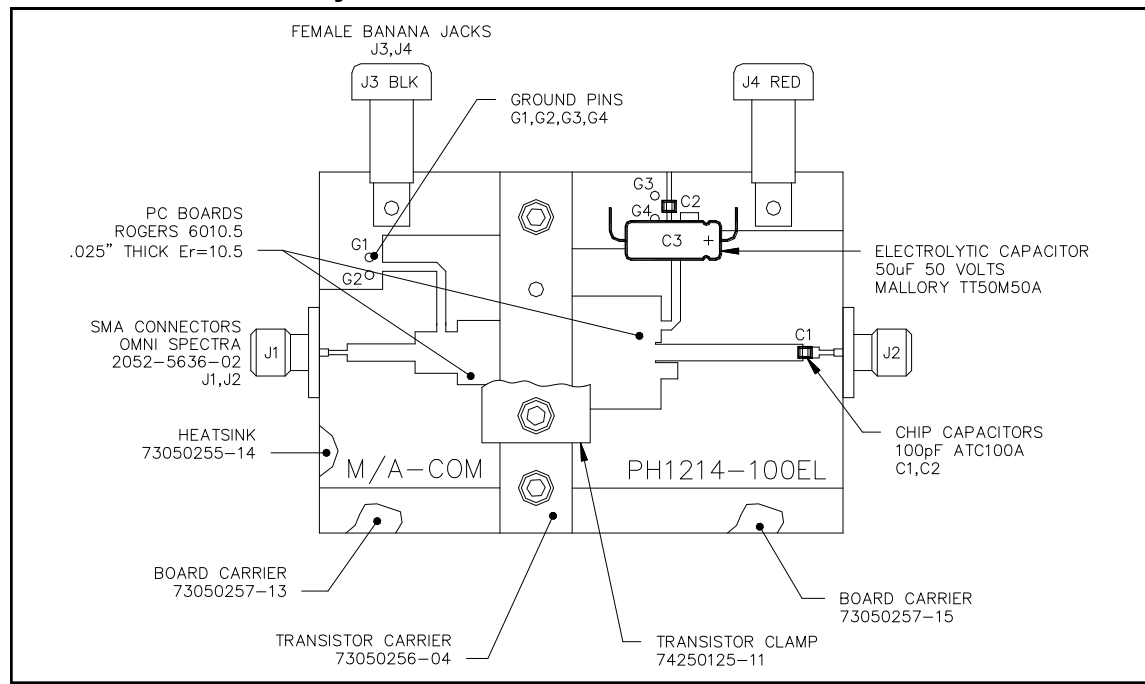 FEMALE BANANA JACKS
J3,J4
J3 BLK
J4 RED
GROUND PINS
G1,G2,G3,G4
PC BOARDS
ROGERS 6010.5
.025" THICK Er=10.5
G1
G2
G3
G4
C2
C3
+
ELECTROLYTIC CAPACITOR
50uF 50 VOLTS
MALLORY TT50M50A
SMA CONNECTORS
OMNI SPECTRA
2052-5636-02
J1,J2
J1
C1
J2
HEATSINK
73050255-14
M/A-COM
PH1214-100EL
CHIP CAPACITORS
100pF ATC100A
C1,C2
BOARD CARRIER
73050257-13
BOARD CARRIER
73050257-15
TRANSISTOR CARRIER
73050256-04
TRANSISTOR CLAMP
74250125-11